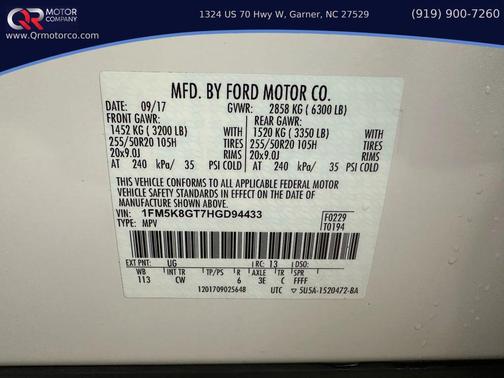 QR MOTOR COMPANY
www.Qrmotorco.com
1324 US 70 Hwy W, Garner, NC 27529
(919) 900-7260
MFD. BY FORD MOTOR CO.
DATE: 09/17 GVWR: 2858 KG ( 6300 LB)
FRONT GAWR: REAR GAWR:
1452 KG ( 3200 LB) WITH 1520 KG ( 3350 LB) WITH
255/50R20 105H TIRES 255/50R20 105H TIRES
20x9.0J RIMS 20x9.0J RIMS
AT 240 kPa/ 35 PSI COLD AT 240 kPa/ 35 PSI COLD
THIS VEHICLE CONFORMS TO ALL APPLICABLE FEDERAL MOTOR
VEHICLE SAFETY STANDARDS IN EFFECT ON THE DATE OF
MANUFACTURE SHOWN ABOVE.
VIN: 1FM5K8GT7HGD94433 F0229
TYPE: MPV T0194
EXT PNT: UG RC: 13 DSO:
WB INT TR TP/PS R AXLE TR SPR
113 CW 6 3E C FFFF
1201709025648 UTC ▽ 5U5A-1520472-BA